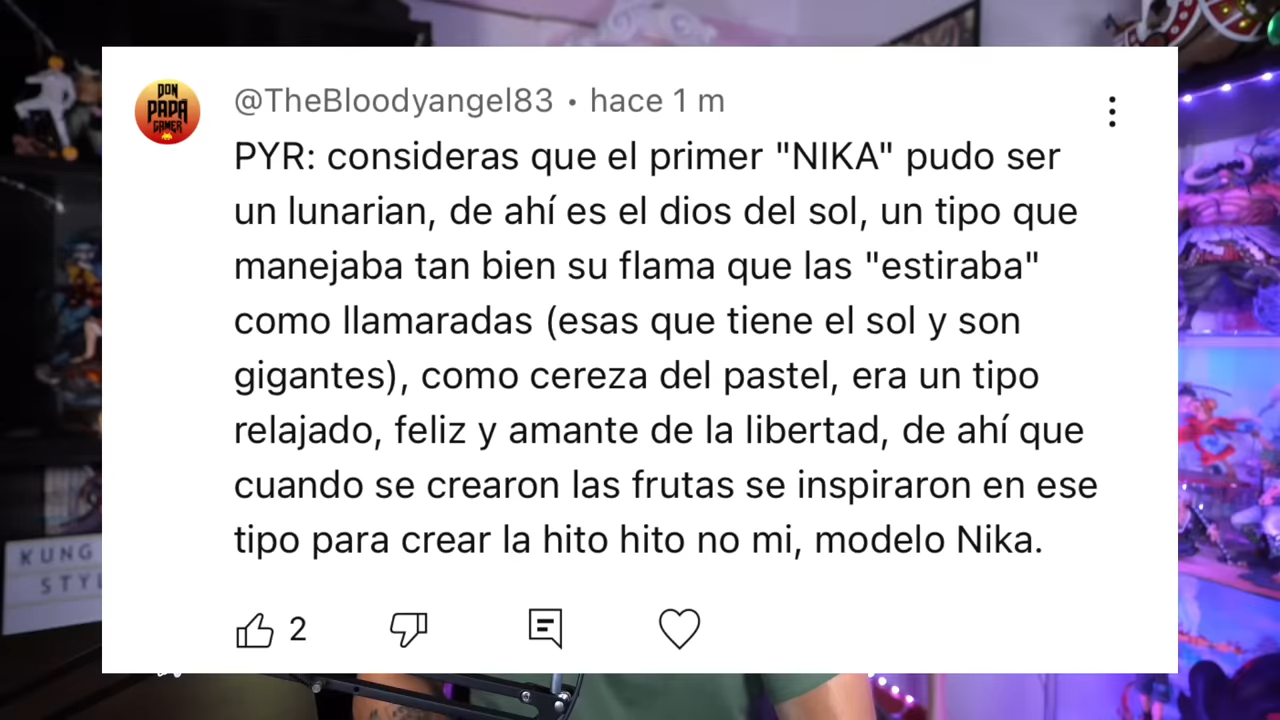 DON
PAPÁ
GAMER
@TheBloodyangel83 • hace 1 m
PYR: consideras que el primer "NIKA" pudo ser
un lunarian, de ahí es el dios del sol, un tipo que
manejaba tan bien su flama que las "estiraba"
como llamaradas (esas que tiene el sol y son
gigantes), como cereza del pastel, era un tipo
relajado, feliz y amante de la libertad, de ahí que
cuando se crearon las frutas se inspiraron en ese
tipo para crear la hito hito no mi, modelo Nika.
2
KUNG